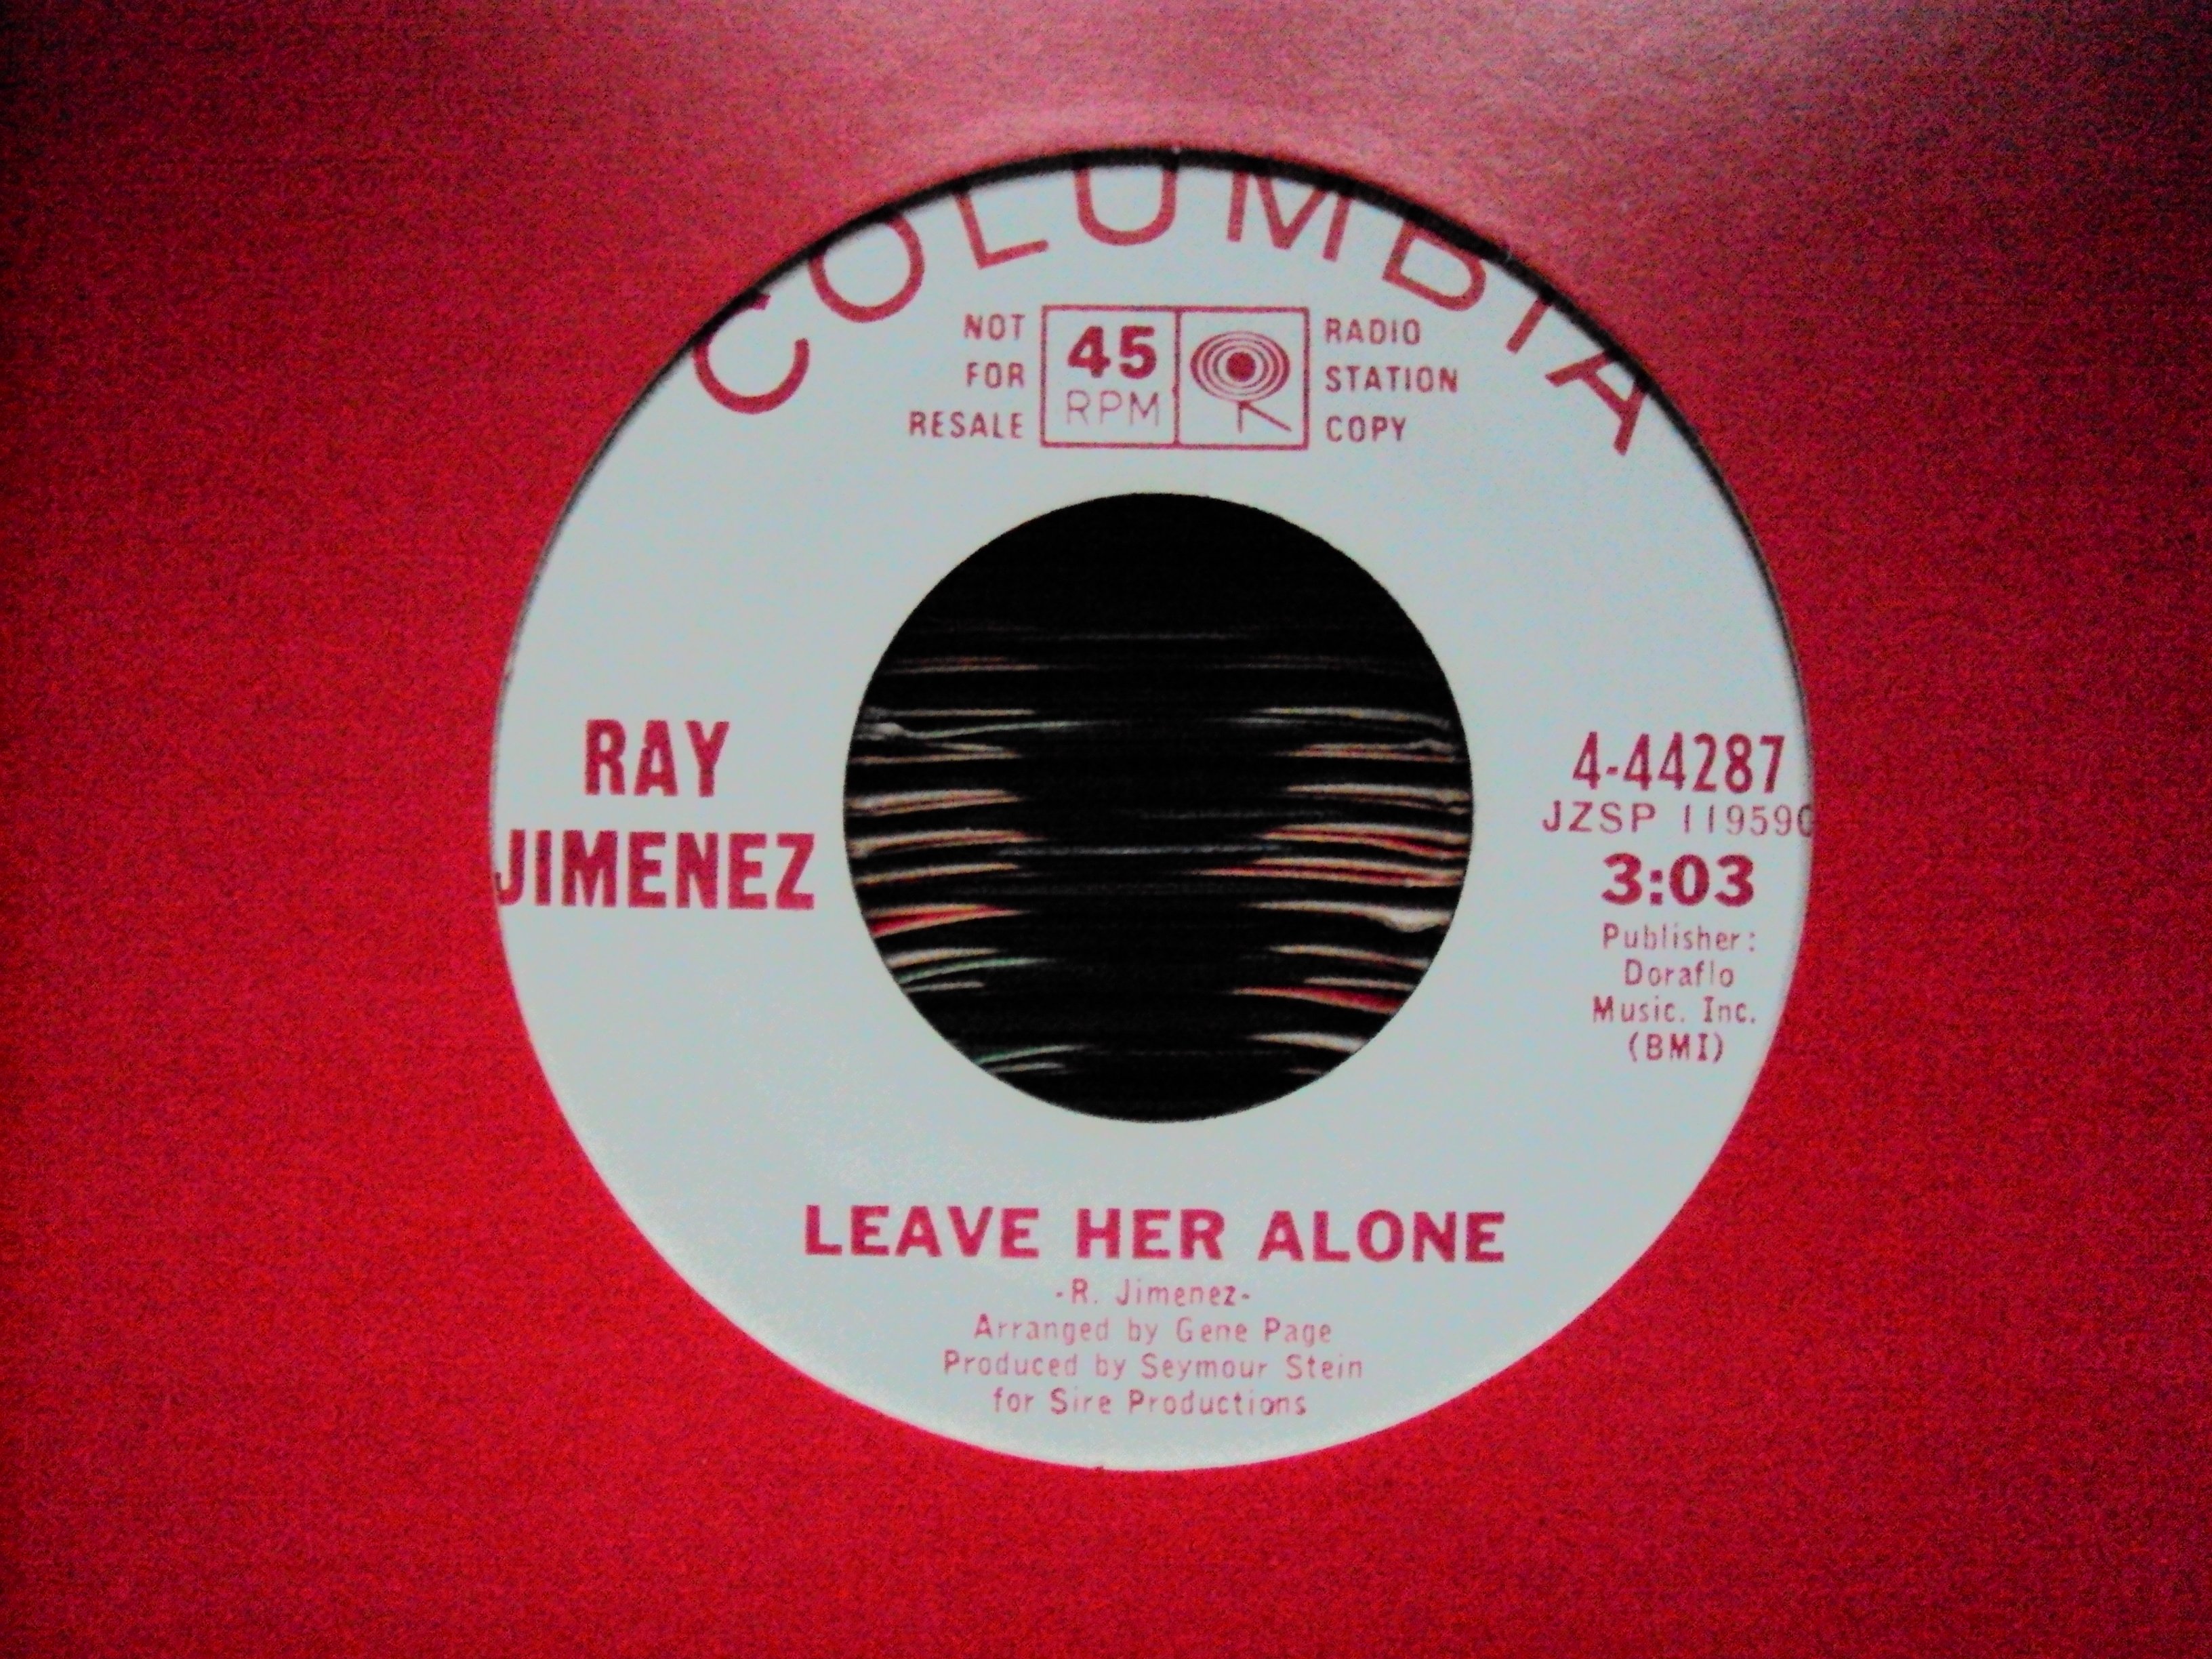 COLUMBIA
NOT
FOR
RESALE
45
RPM
RADIO
STATION
COPY
RAY
JIMENEZ
4-44287
JZSP 119590
3:03
Publisher:
Doraflo
Music. Inc.
(BMI)
LEAVE HER ALONE
-R. Jimenez-
Arranged by Gene Page
Produced by Seymour Stein
for Sire Productions